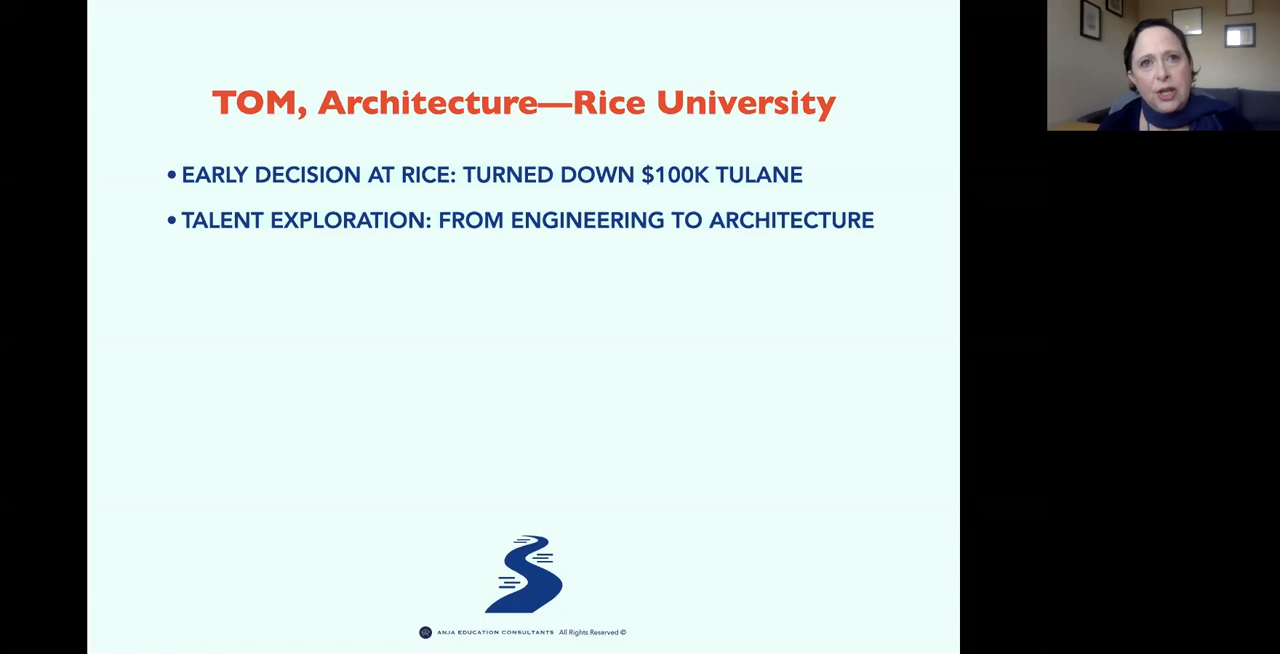 TOM, Architecture—Rice University
• EARLY DECISION AT RICE: TURNED DOWN $100K TULANE
• TALENT EXPLORATION: FROM ENGINEERING TO ARCHITECTURE
ANJA EDUCATION CONSULTANTS All Rights Reserved ©